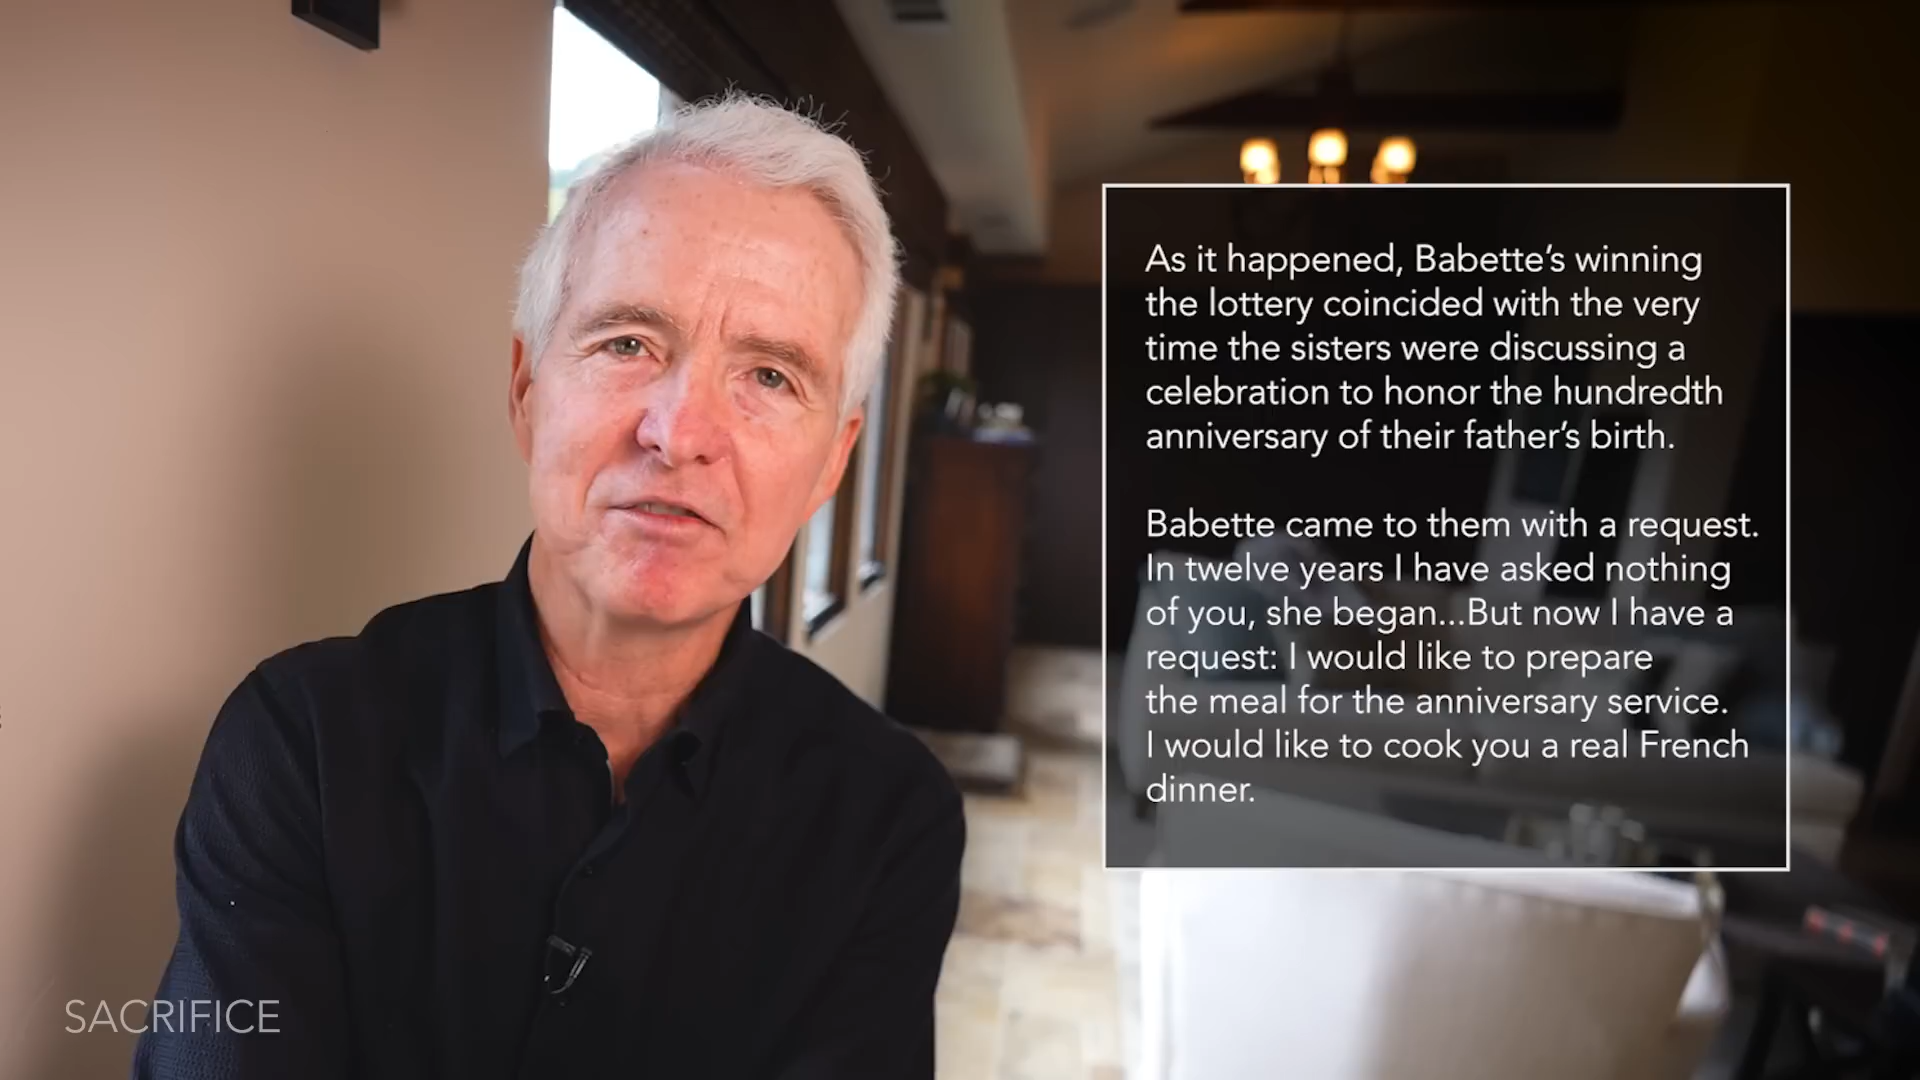 As it happened, Babette’s winning
the lottery coincided with the very
time the sisters were discussing a
celebration to honor the hundredth
anniversary of their father’s birth.
Babette came to them with a request.
In twelve years I have asked nothing
of you, she began...But now I have a
request: I would like to prepare
the meal for the anniversary service.
I would like to cook you a real French
dinner.
SACRIFICE